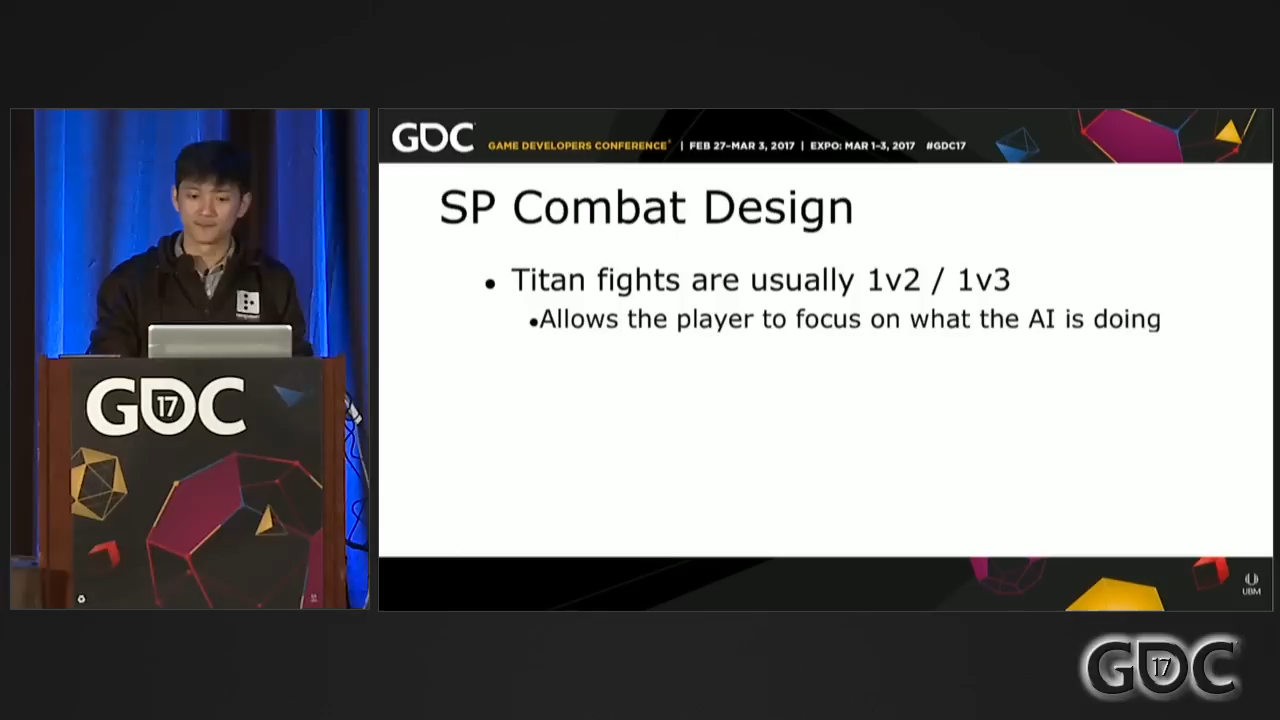 GDC GAME DEVELOPERS CONFERENCE® | FEB 27–MAR 3, 2017 | EXPO: MAR 1–3, 2017 #GDC17
SP Combat Design
• Titan fights are usually 1v2 / 1v3
•Allows the player to focus on what the AI is doing
GDC 17
UBM
GDC 17